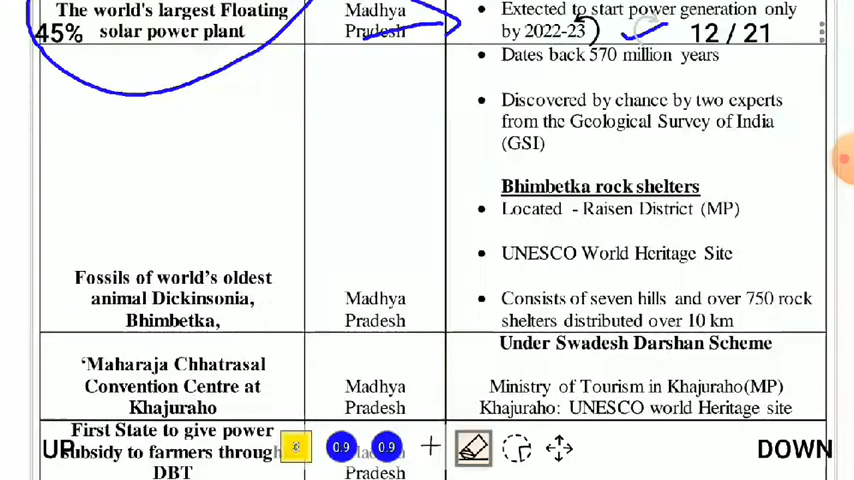 The world's largest Floating
solar power plant
Madhya
Pradesh
Extected to start power generation only
by 2022-23
45%
12 / 21
Dates back 570 million years
Discovered by chance by two experts
from the Geological Survey of India
(GSI)
Bhimbetka rock shelters
Located - Raisen District (MP)
UNESCO World Heritage Site
Consists of seven hills and over 750 rock
shelters distributed over 10 km
Fossils of world's oldest
animal Dickinsonia,
Bhimbetka,
Madhya
Pradesh
'Maharaja Chhatrasal
Convention Centre at
Khajuraho
Madhya
Pradesh
Under Swadesh Darshan Scheme
Ministry of Tourism in Khajuraho(MP)
Khajuraho: UNESCO world Heritage site
First State to give power
subsidy to farmers through
DBT
Pradesh
UP
3
0.9
0.9
DOWN